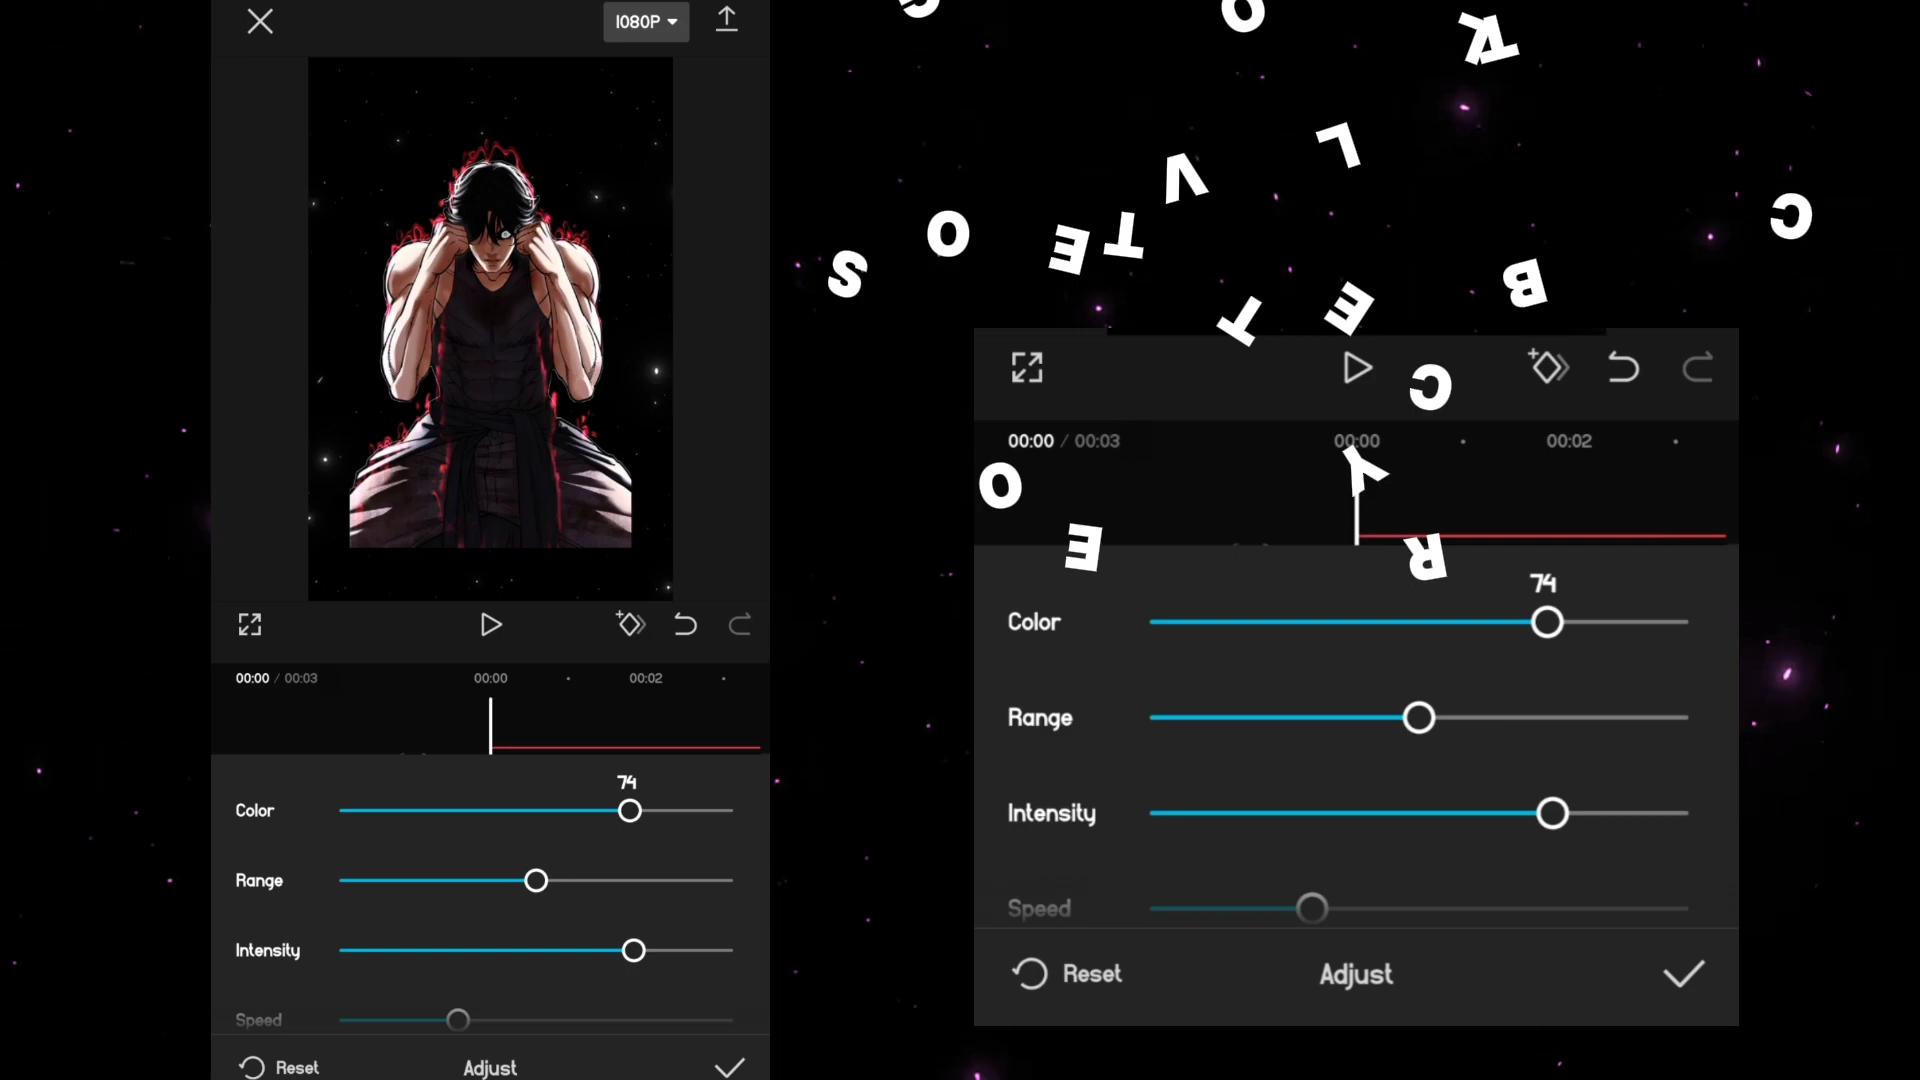 1080P
00:00 / 00:03
00:00
00:02
74
Color
Range
Intensity
Speed
Reset
Adjust
G
O
R
T
L
V
C
O
E
T
S
B
T
E
00:00 / 00:03
00:00
00:02
C
Y
O
E
R
74
Color
Range
Intensity
Speed
Reset
Adjust